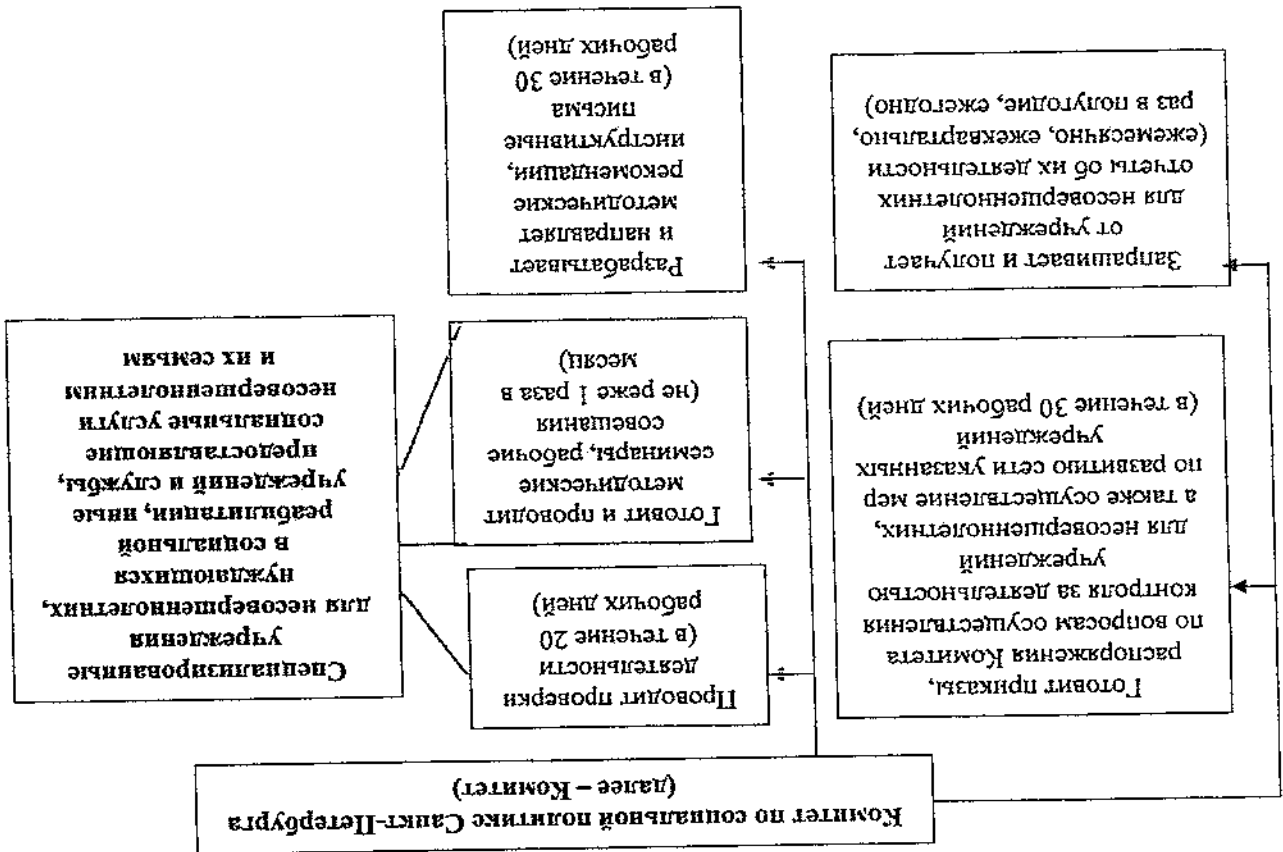 Комитет по социальной политике Санкт-Петербурга
(далее – Комитет)
Готовит приказы,
распоряжения Комитета
по вопросам осуществления
контроля за деятельностью
учреждений
для несовершеннолетних,
а также осуществление мер
по развитию сети указанных
учреждений
(в течение 30 рабочих дней)
Запрашивает и получает
от учреждений
для несовершеннолетних
отчеты об их деятельности
(ежемесячно, ежеквартально,
раз в полугодие, ежегодно)
Проводит проверки
деятельности
(в течение 20
рабочих дней)
Готовит и проводит
методические
семинары, рабочие
совещания
(не реже 1 раза в
месяц)
Разрабатывает
и направляет
методические
рекомендации,
инструктивные
письма
(в течение 30
рабочих дней)
Специализированные
учреждения
для несовершеннолетних,
нуждающихся
в социальной
реабилитации, иные
учреждений и службы,
предоставляющие
социальные услуги
несовершеннолетним
и их семьям